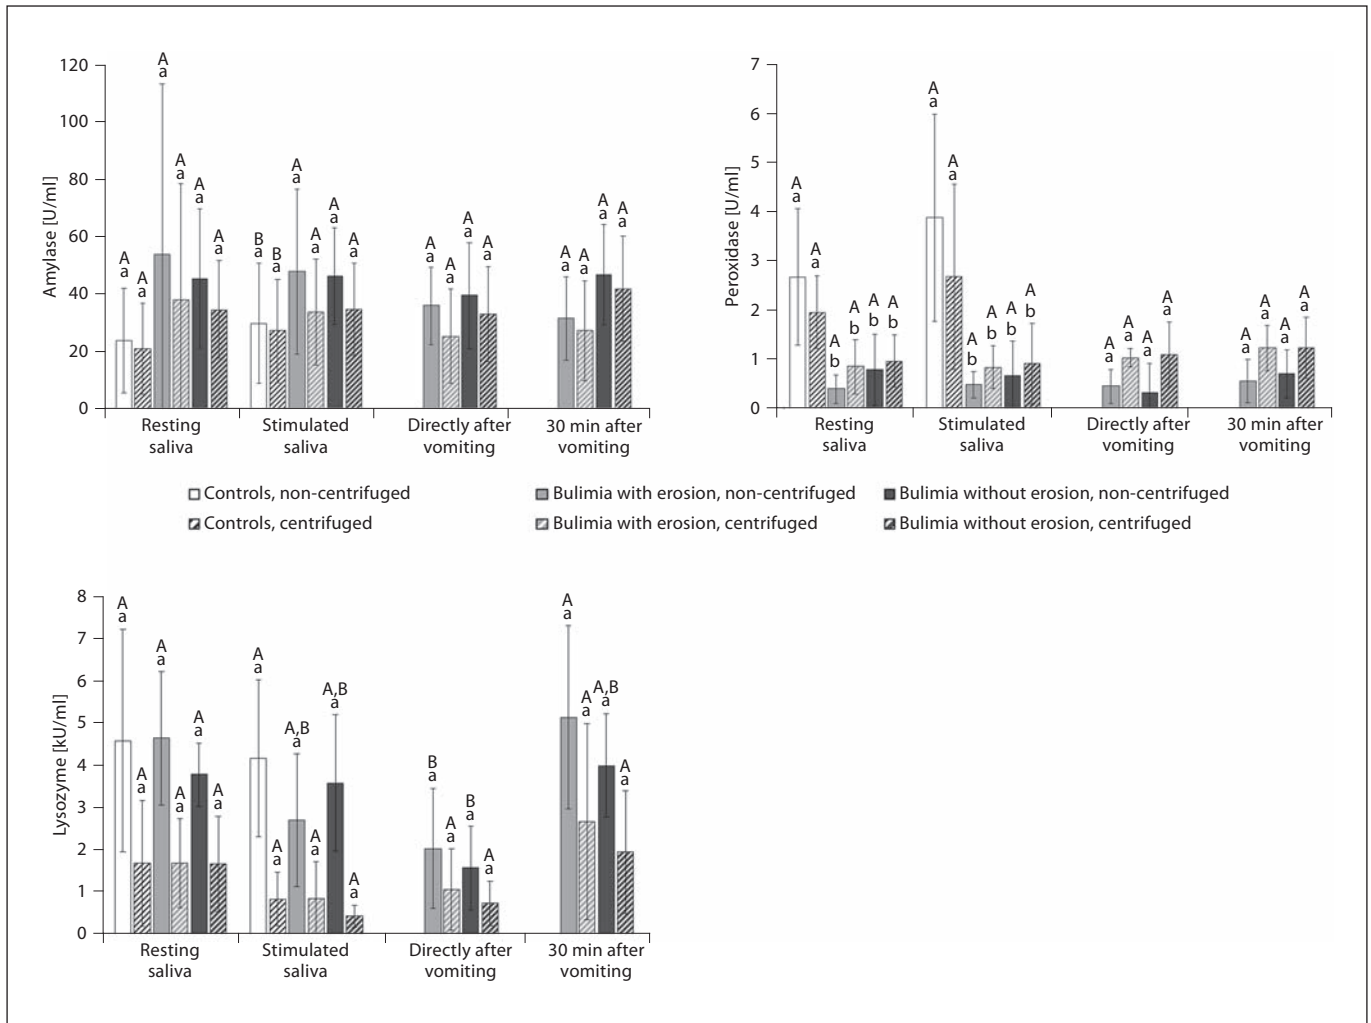 Amylase [U/ml]
120
100
80
60
40
20
0
A
a
A
a
A
a
A
a
A
a
A
a
B
a
B
a
A
a
A
a
A
a
A
a
A
a
A
a
A
a
A
a
A
a
A
a
A
a
A
a
Resting
saliva
Stimulated
saliva
Directly after
vomiting
30 min after
vomiting
Peroxidase [U/ml]
7
6
5
4
3
2
1
0
A
a
A
a
A
b
A
b
A
b
A
b
A
a
A
a
A
b
A
b
A
b
A
b
A
a
A
a
A
a
A
a
A
a
A
a
A
a
A
a
Resting
saliva
Stimulated
saliva
Directly after
vomiting
30 min after
vomiting
Controls, non-centrifuged
Bulimia with erosion, non-centrifuged
Bulimia without erosion, non-centrifuged
Controls, centrifuged
Bulimia with erosion, centrifuged
Bulimia without erosion, centrifuged
Lysozyme [kU/ml]
8
7
6
5
4
3
2
1
0
A
a
A
a
A
a
A
a
A
a
A
a
A
a
A
a
A,B
a
A
a
A,B
a
A
a
B
a
A
a
B
a
A
a
A
a
A
a
A,B
a
A
a
Resting
saliva
Stimulated
saliva
Directly after
vomiting
30 min after
vomiting